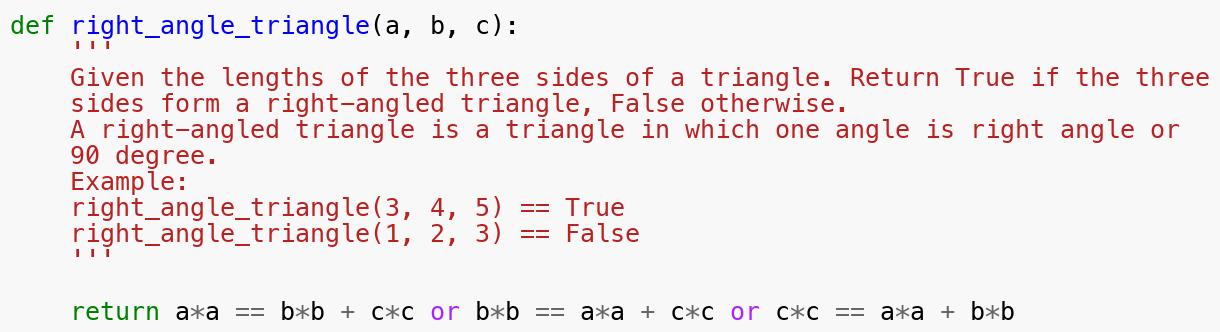 def right_angle_triangle(a, b, c):
    '''
    Given the lengths of the three sides of a triangle. Return True if the three
    sides form a right-angled triangle, False otherwise.
    A right-angled triangle is a triangle in which one angle is right angle or
    90 degree.
    Example:
    right_angle_triangle(3, 4, 5) == True
    right_angle_triangle(1, 2, 3) == False
    '''

    return a*a == b*b + c*c or b*b == a*a + c*c or c*c == a*a + b*b